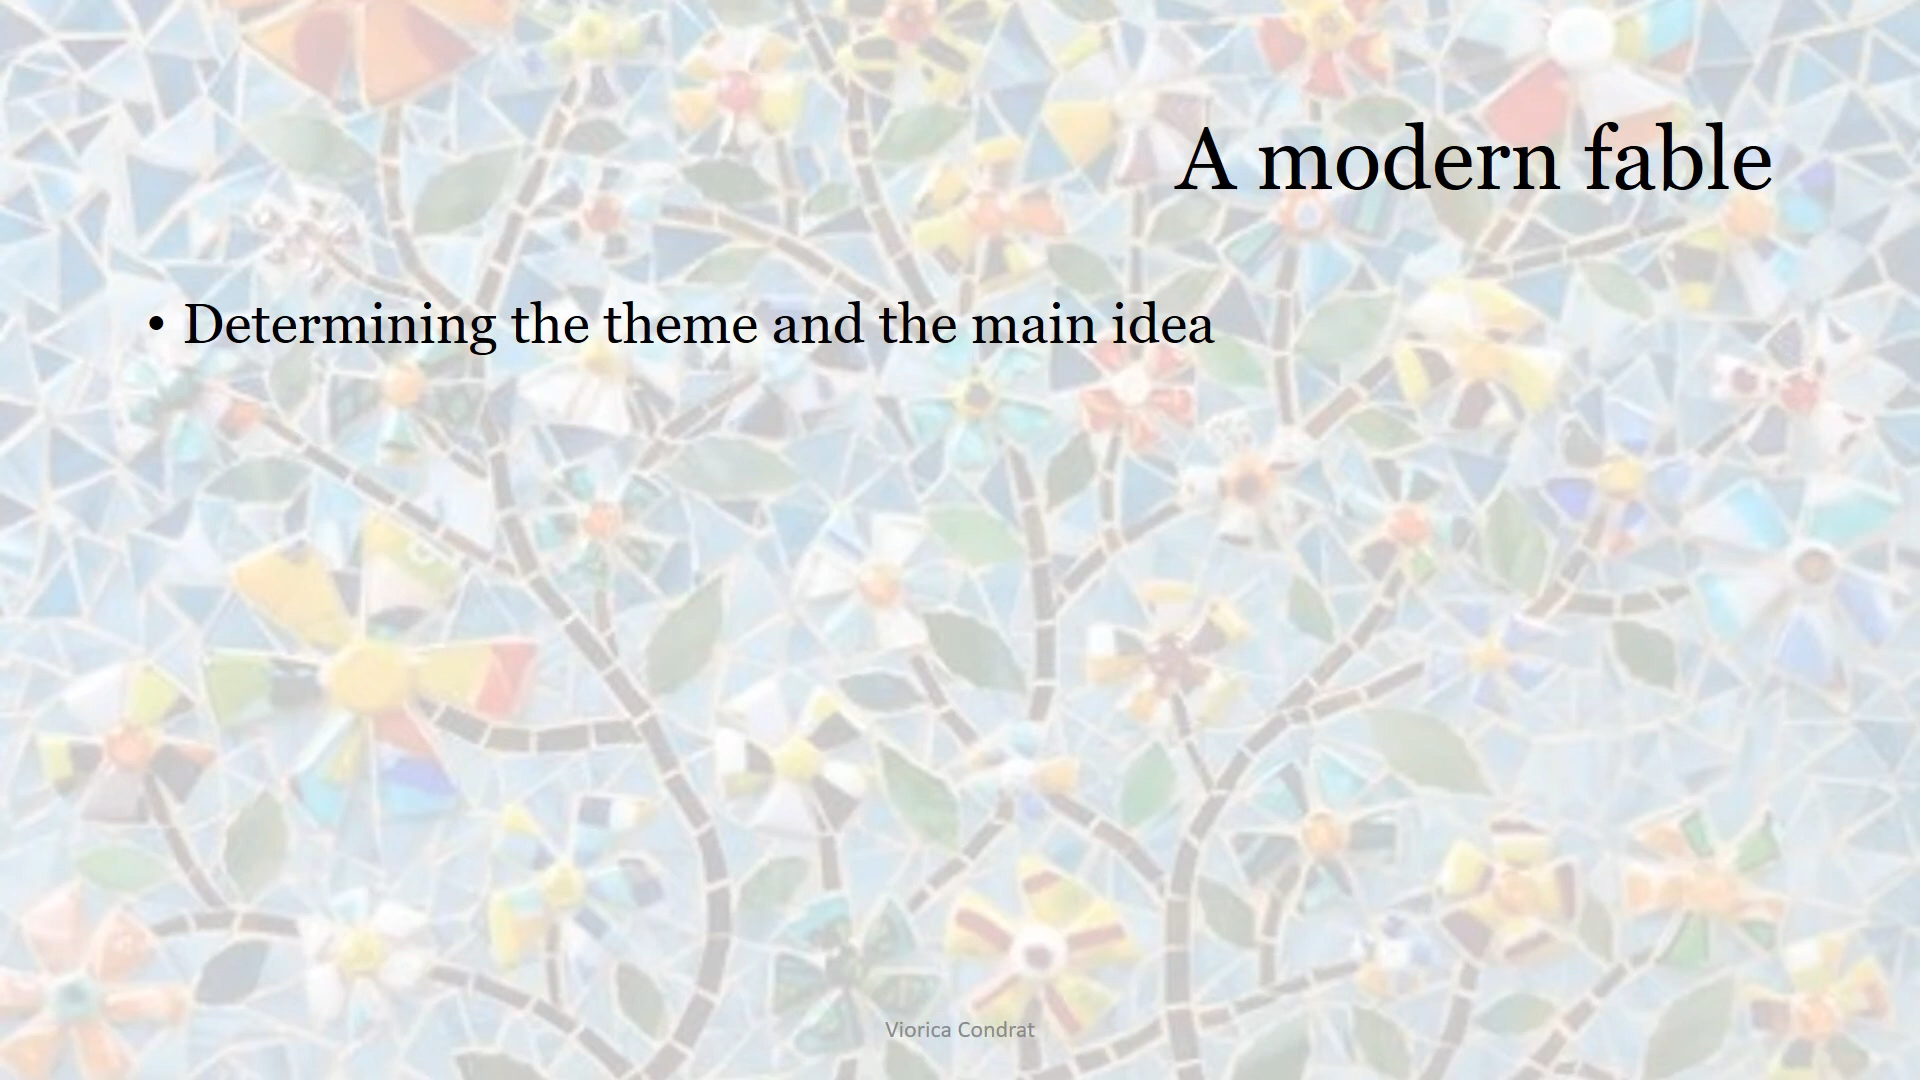 A modern fable
• Determining the theme and the main idea
Viorica Condrat